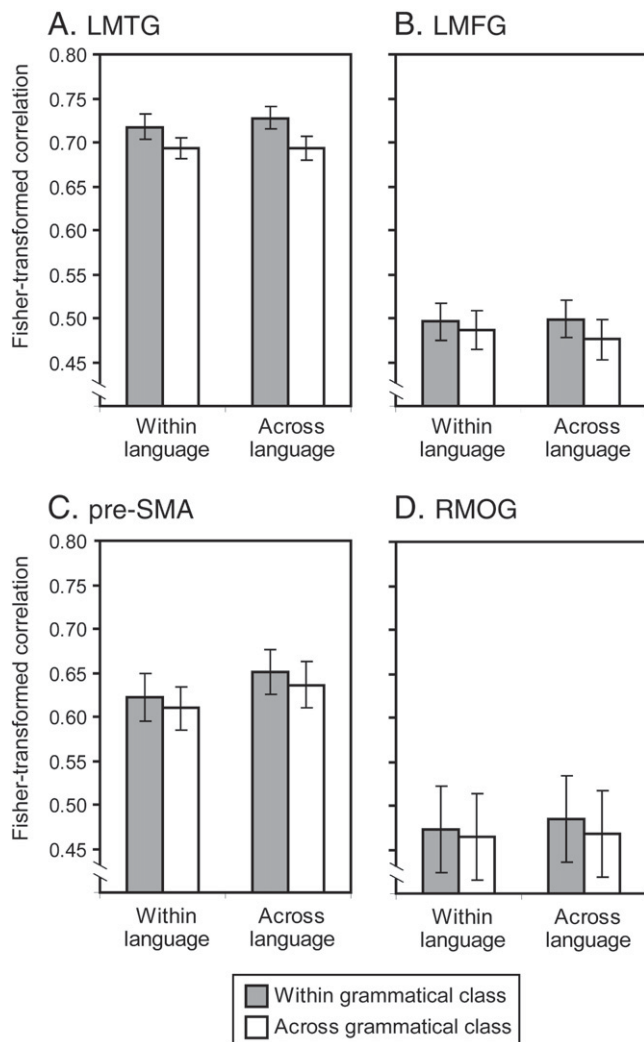 A. LMTG
B. LMFG
Fisher-transformed correlation
0.80
0.75
0.70
0.65
0.60
0.55
0.50
0.45
Within language
Across language
Within language
Across language
C. pre-SMA
D. RMOG
Fisher-transformed correlation
0.80
0.75
0.70
0.65
0.60
0.55
0.50
0.45
Within language
Across language
Within language
Across language
Within grammatical class
Across grammatical class